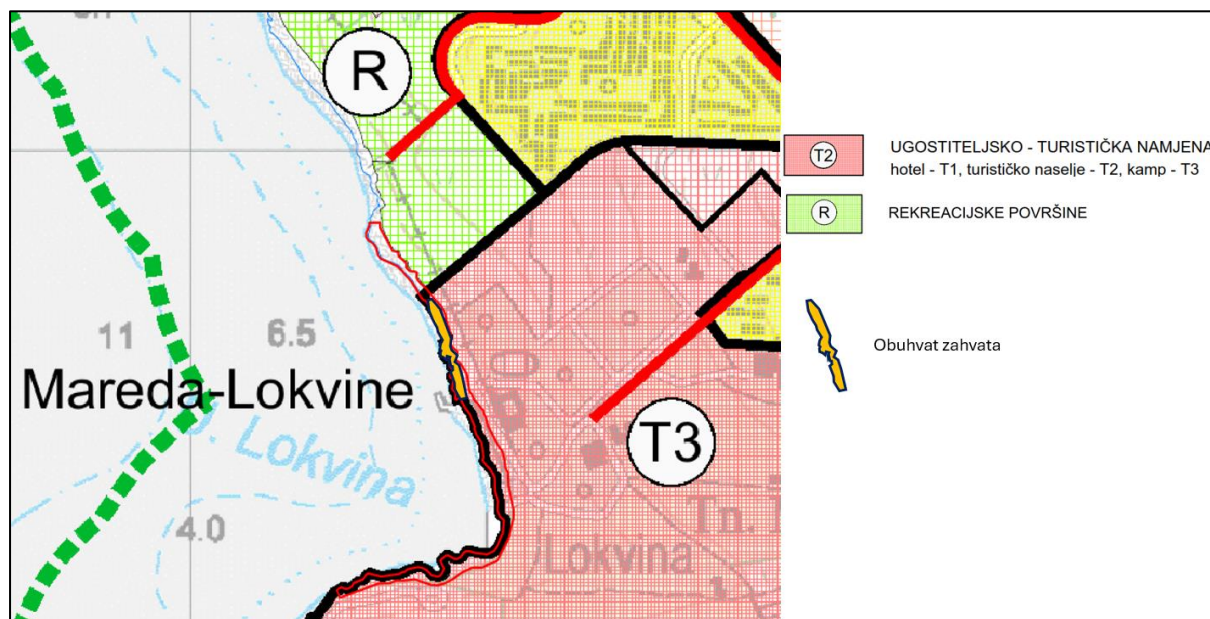 R
11
6.5
Mareda-Lokvine
Lokvina
4.0
T3
Tn.
Lokvina
T2
UGOSTITELJSKO - TURISTIČKA NAMJENA
hotel - T1, turističko naselje - T2, kamp - T3
R
REKREACIJSKE POVRŠINE
Obuhvat zahvata